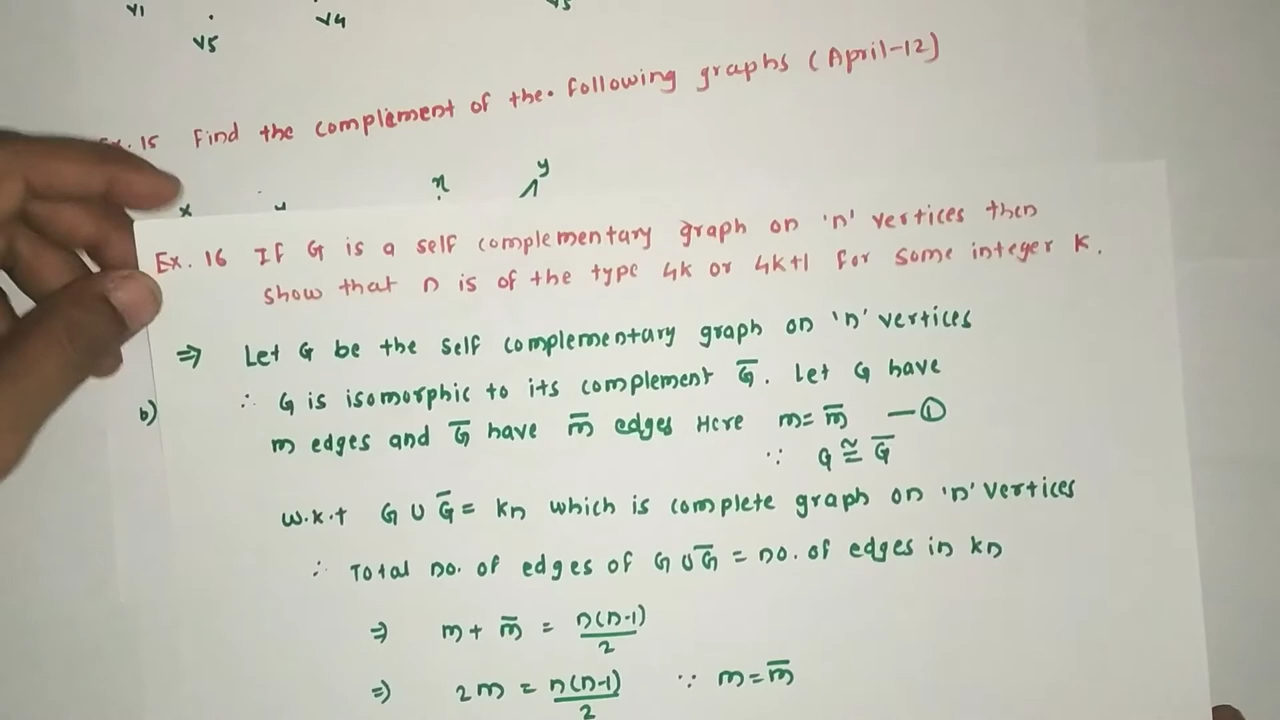 v1
v5
v4
v5
Ex. 15 Find the complement of the following graphs (April-12)
x
y
n
y
Ex. 16 If G is a self complementary graph on 'n' vertices then
show that n is of the type 4k or 4k+1 for some integer k.
⇒ Let G be the self complementary graph on 'n' vertices
∴ G is isomorphic to its complement G̅. Let G have
b)
m edges and G̅ have m̅ edges Here m= m̅ —①
∵ G ≅ G̅
w.k.t G ∪ G̅ = kn which is complete graph on 'n' vertices
∴ Total no. of edges of G ∪ G̅ = no. of edges in kn
⇒ m + m̅ = n(n-1)/2
⇒ 2m = n(n-1)/2 ∵ m=m̅